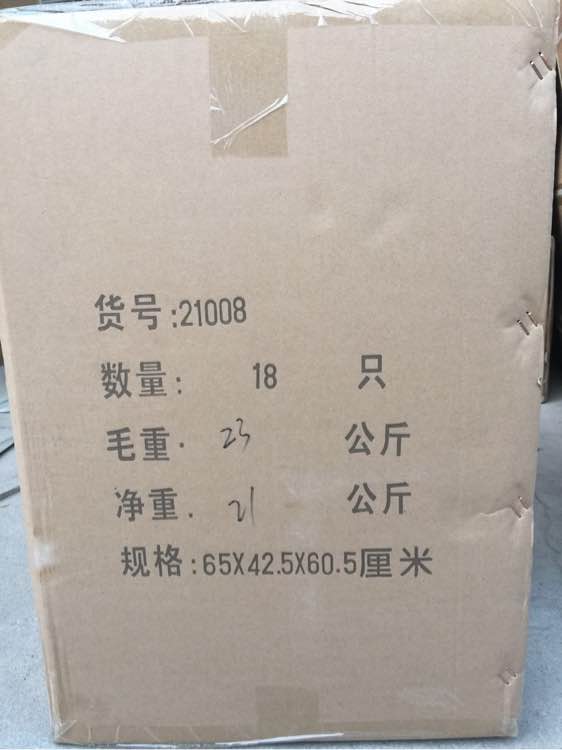 货号:21008
数量: 18 只
毛重: 23 公斤
净重. 21 公斤
规格:65X42.5X60.5厘米